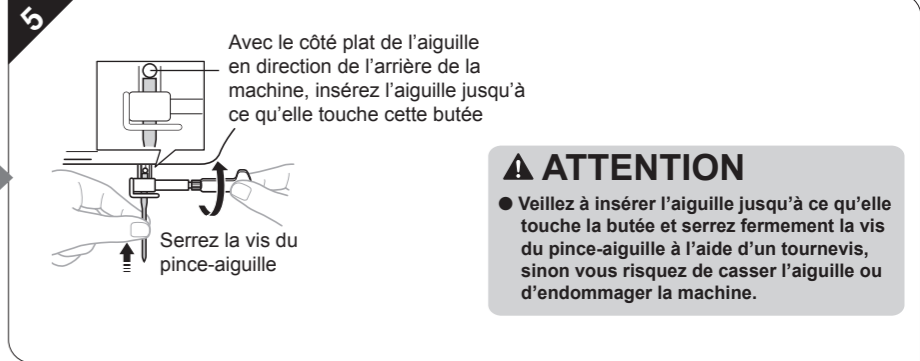 5
Avec le côté plat de l’aiguille
en direction de l’arrière de la
machine, insérez l’aiguille jusqu’à
ce qu’elle touche cette butée
Serrez la vis du
pince-aiguille
ATTENTION
● Veillez à insérer l’aiguille jusqu’à ce qu’elle
touche la butée et serrez fermement la vis
du pince-aiguille à l’aide d’un tournevis,
sinon vous risquez de casser l’aiguille ou
d’endommager la machine.